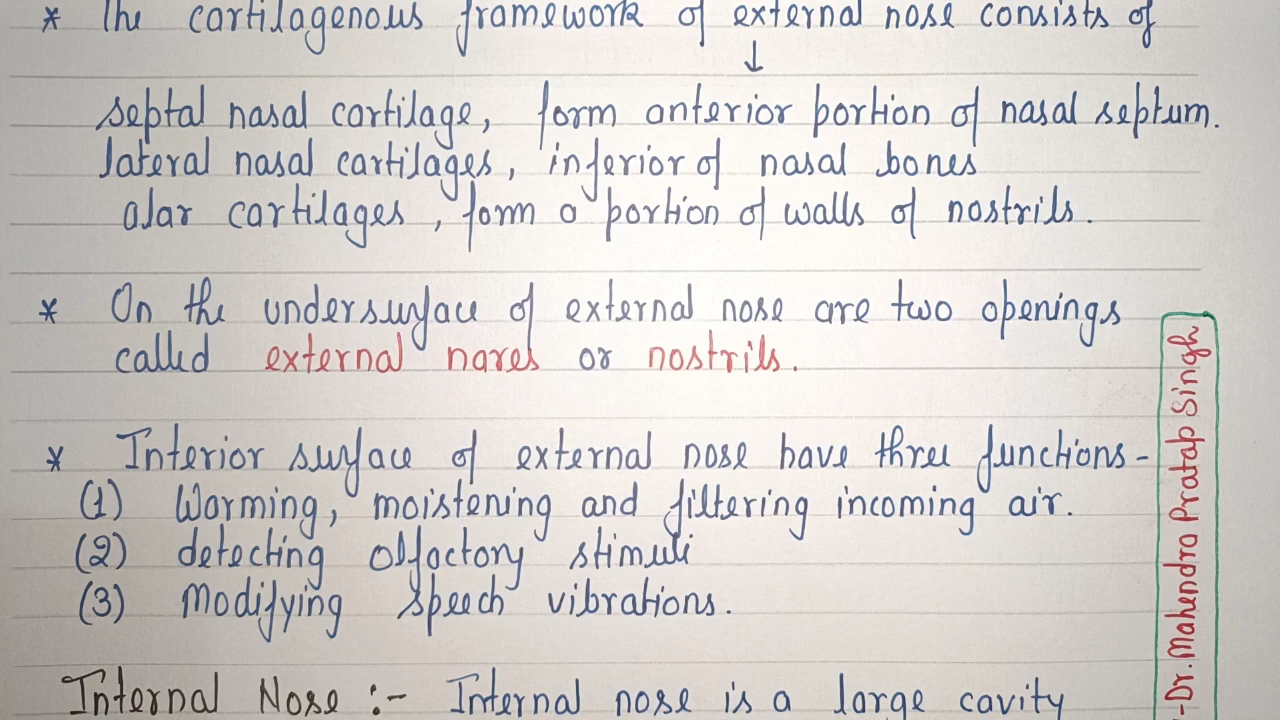 * The cartilagenous framework of external nose consists of
↓
septal nasal cartilage, form anterior portion of nasal septum.
lateral nasal cartilages, inferior of nasal bones
alar cartilages, form a portion of walls of nostrils.
* On the undersurface of external nose are two openings
called external nares or nostrils.
* Interior surface of external nose have three functions-
(1) Warming, moistening and filtering incoming air.
(2) detecting olfactory stimuli
(3) Modifying speech vibrations.
Internal Nose :- Internal nose is a large cavity
-Dr. Mahendra Pratap Singh